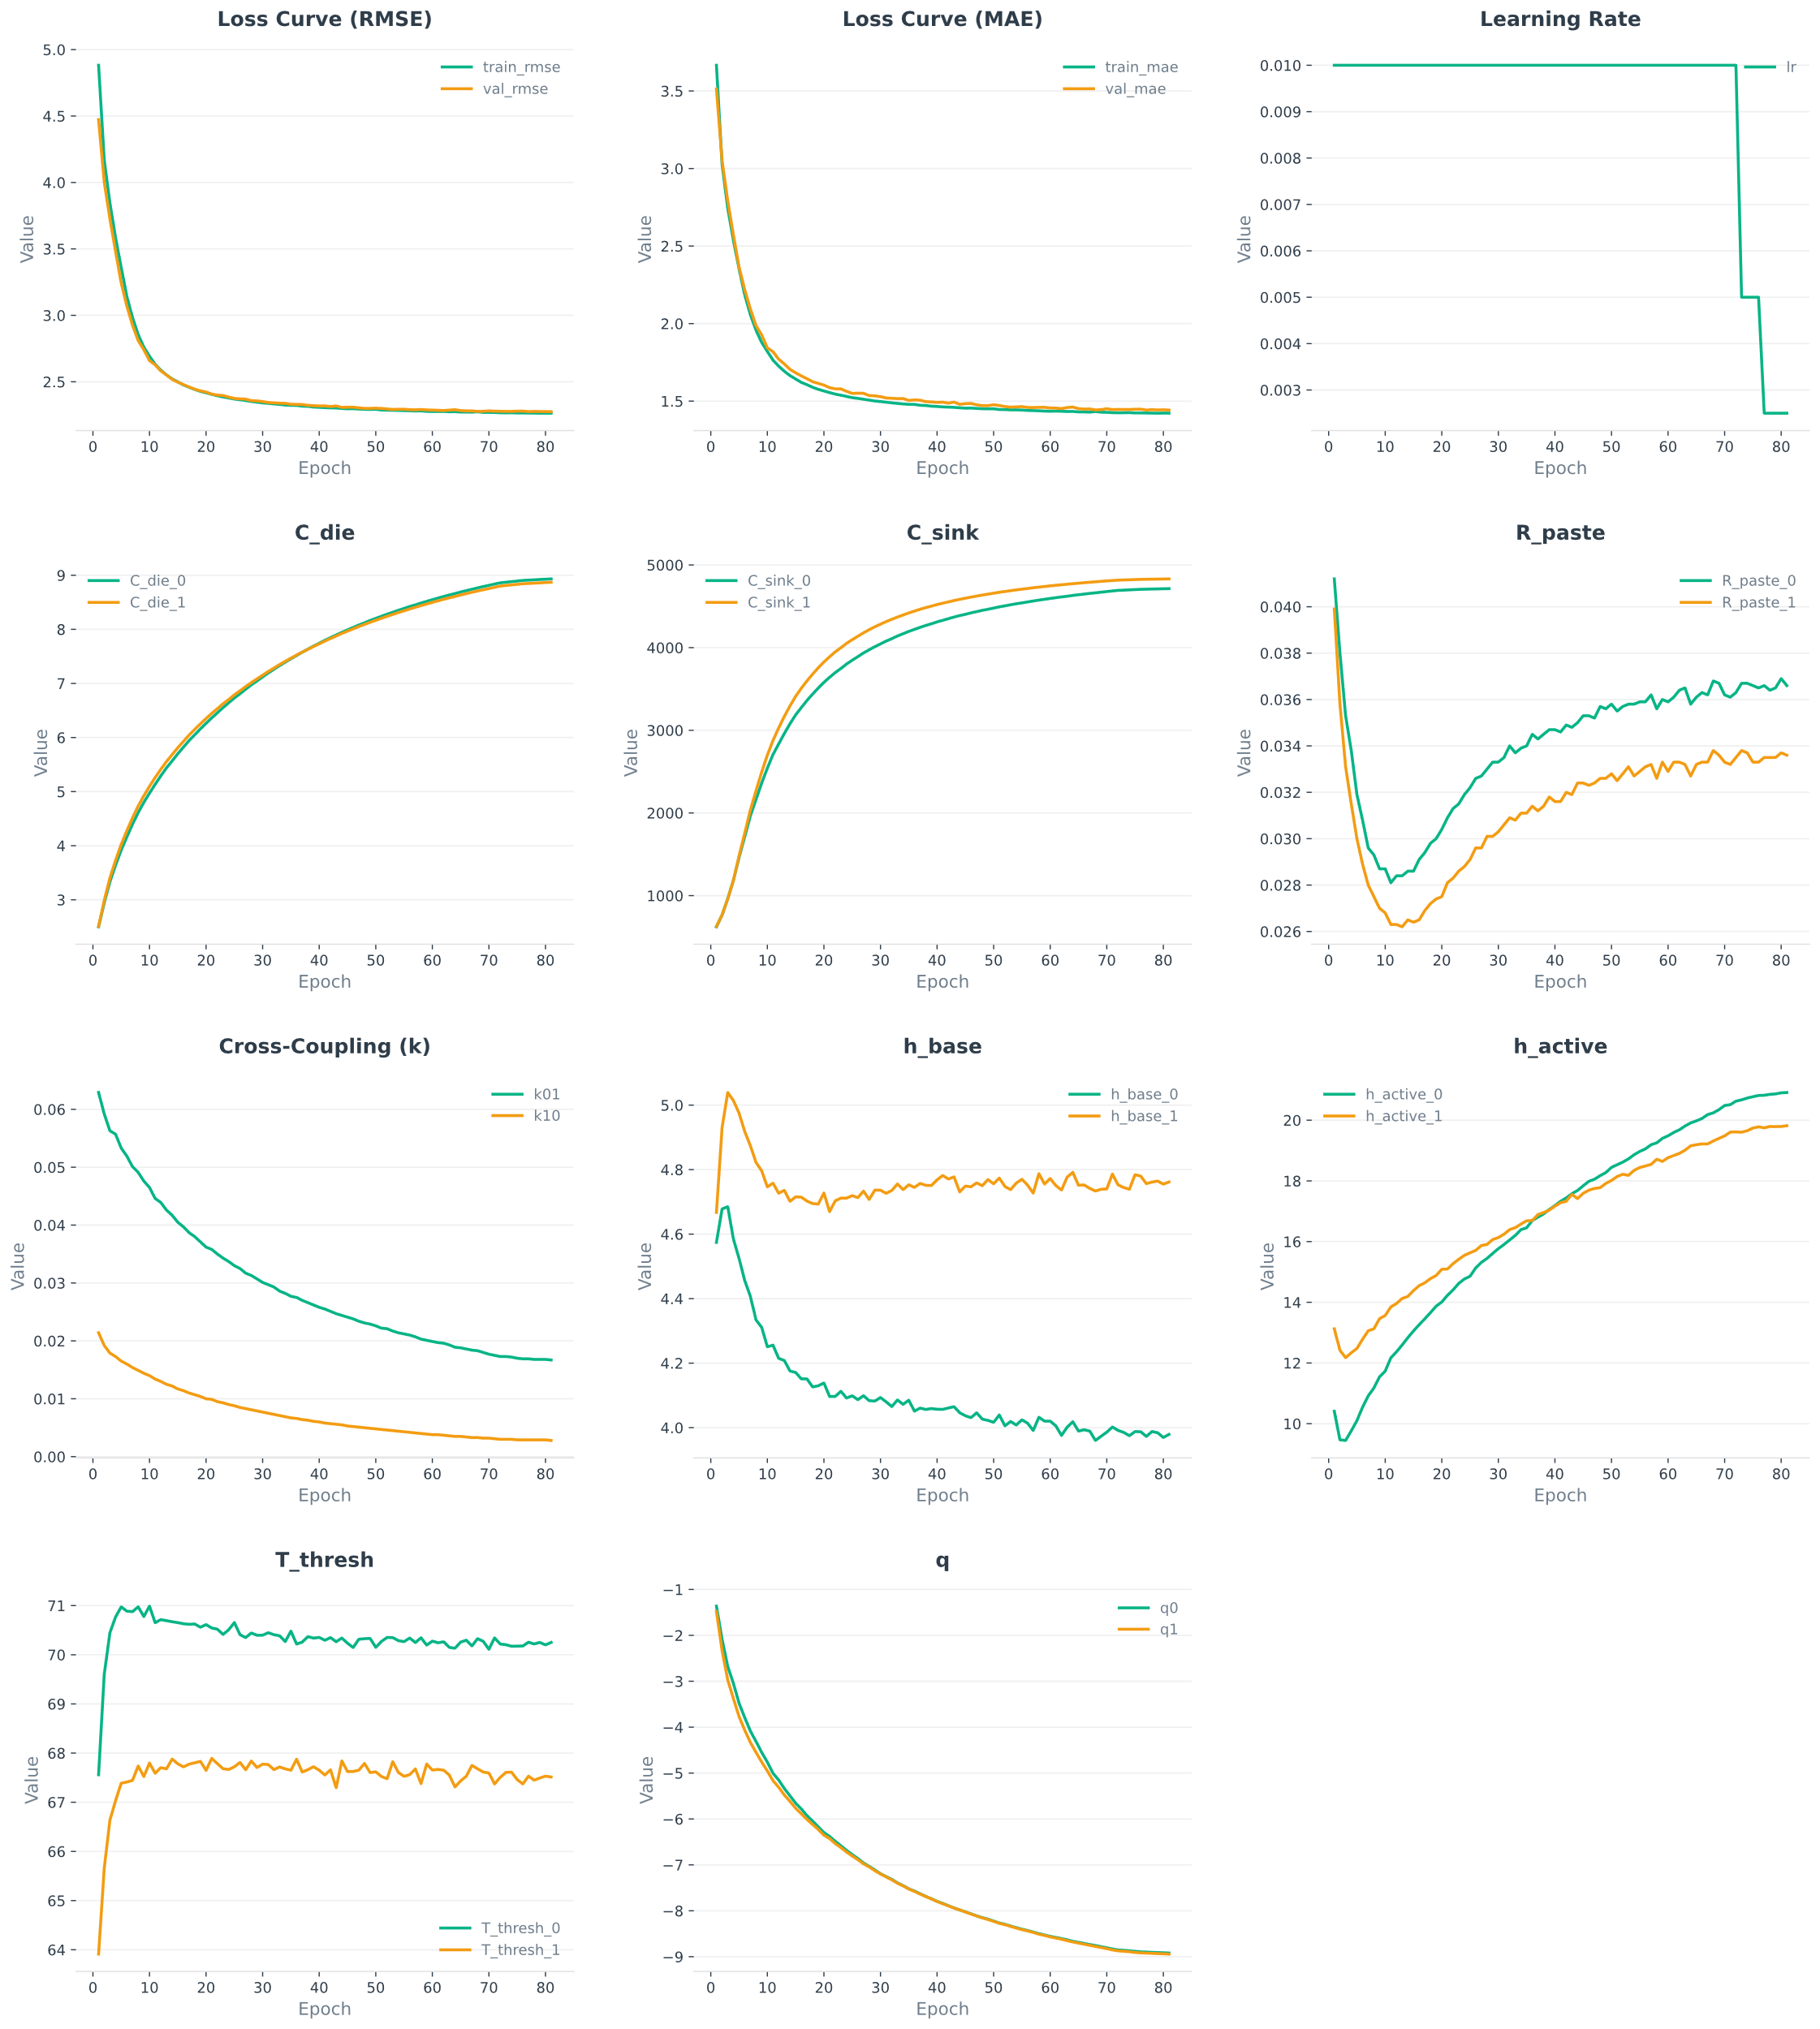 Loss Curve (RMSE)
5.0
4.5
4.0
3.5
3.0
2.5
Value
train_rmse
val_rmse
0 10 20 30 40 50 60 70 80
Epoch
Loss Curve (MAE)
3.5
3.0
2.5
2.0
1.5
Value
train_mae
val_mae
0 10 20 30 40 50 60 70 80
Epoch
Learning Rate
0.010
0.009
0.008
0.007
0.006
0.005
0.004
0.003
Value
lr
0 10 20 30 40 50 60 70 80
Epoch
C_die
9
8
7
6
5
4
3
Value
C_die_0
C_die_1
0 10 20 30 40 50 60 70 80
Epoch
C_sink
5000
4000
3000
2000
1000
Value
C_sink_0
C_sink_1
0 10 20 30 40 50 60 70 80
Epoch
R_paste
0.040
0.038
0.036
0.034
0.032
0.030
0.028
0.026
Value
R_paste_0
R_paste_1
0 10 20 30 40 50 60 70 80
Epoch
Cross-Coupling (k)
0.06
0.05
0.04
0.03
0.02
0.01
0.00
Value
k01
k10
0 10 20 30 40 50 60 70 80
Epoch
h_base
5.0
4.8
4.6
4.4
4.2
4.0
Value
h_base_0
h_base_1
0 10 20 30 40 50 60 70 80
Epoch
h_active
20
18
16
14
12
10
Value
h_active_0
h_active_1
0 10 20 30 40 50 60 70 80
Epoch
T_thresh
71
70
69
68
67
66
65
64
Value
T_thresh_0
T_thresh_1
0 10 20 30 40 50 60 70 80
Epoch
q
−1
−2
−3
−4
−5
−6
−7
−8
−9
Value
q0
q1
0 10 20 30 40 50 60 70 80
Epoch